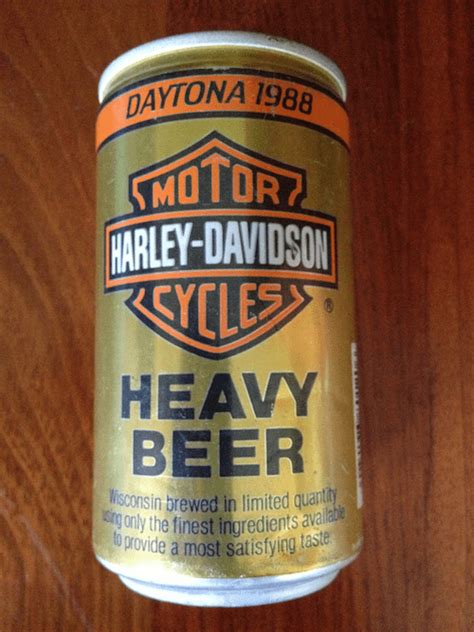 DAYTONA 1988
MOTOR
HARLEY-DAVIDSON
CYCLES
®
HEAVY
BEER
Wisconsin brewed in limited quantity
using only the finest ingredients available
to provide a most satisfying taste.